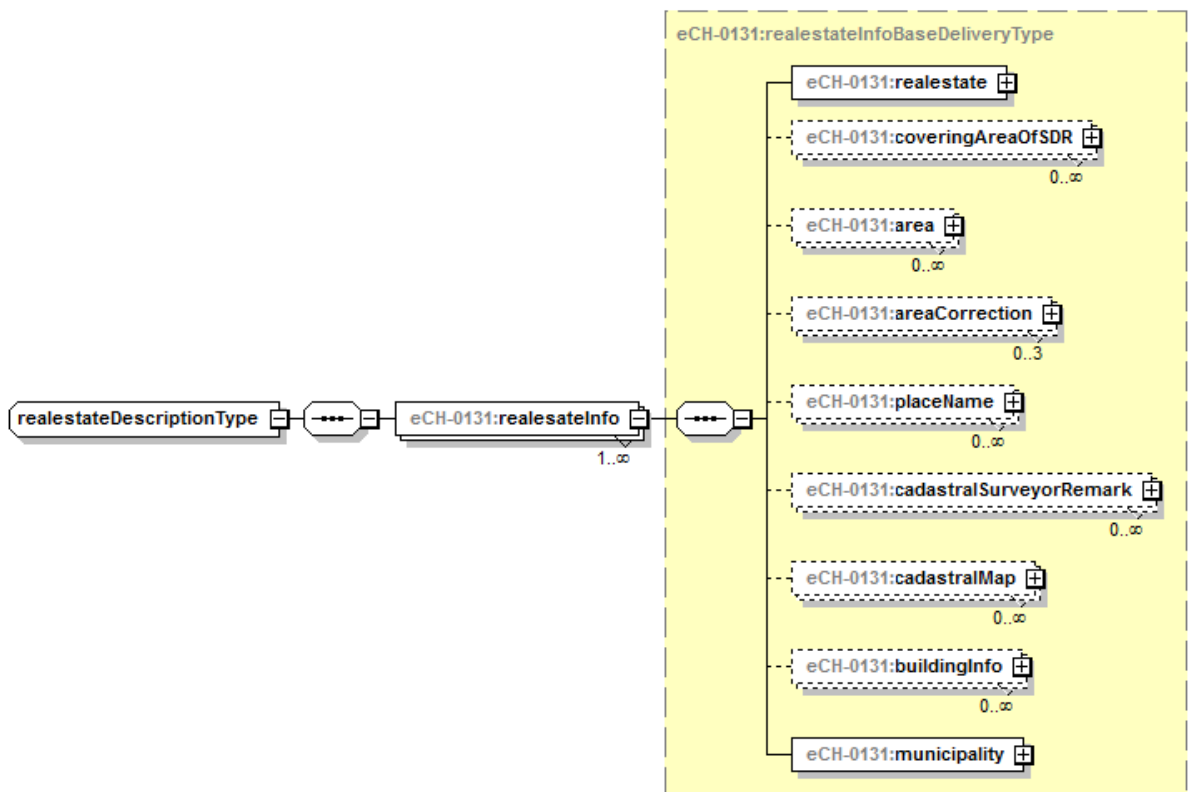 eCH-0131:realestateInfoBaseDeliveryType
eCH-0131:realestate
eCH-0131:coveringAreaOfSDR
0..∞
eCH-0131:area
0..∞
eCH-0131:areaCorrection
0..3
eCH-0131:placeName
0..∞
realestateDescriptionType
eCH-0131:realesateInfo
1..∞
eCH-0131:cadastralSurveyorRemark
0..∞
eCH-0131:cadastralMap
0..∞
eCH-0131:buildingInfo
0..∞
eCH-0131:municipality